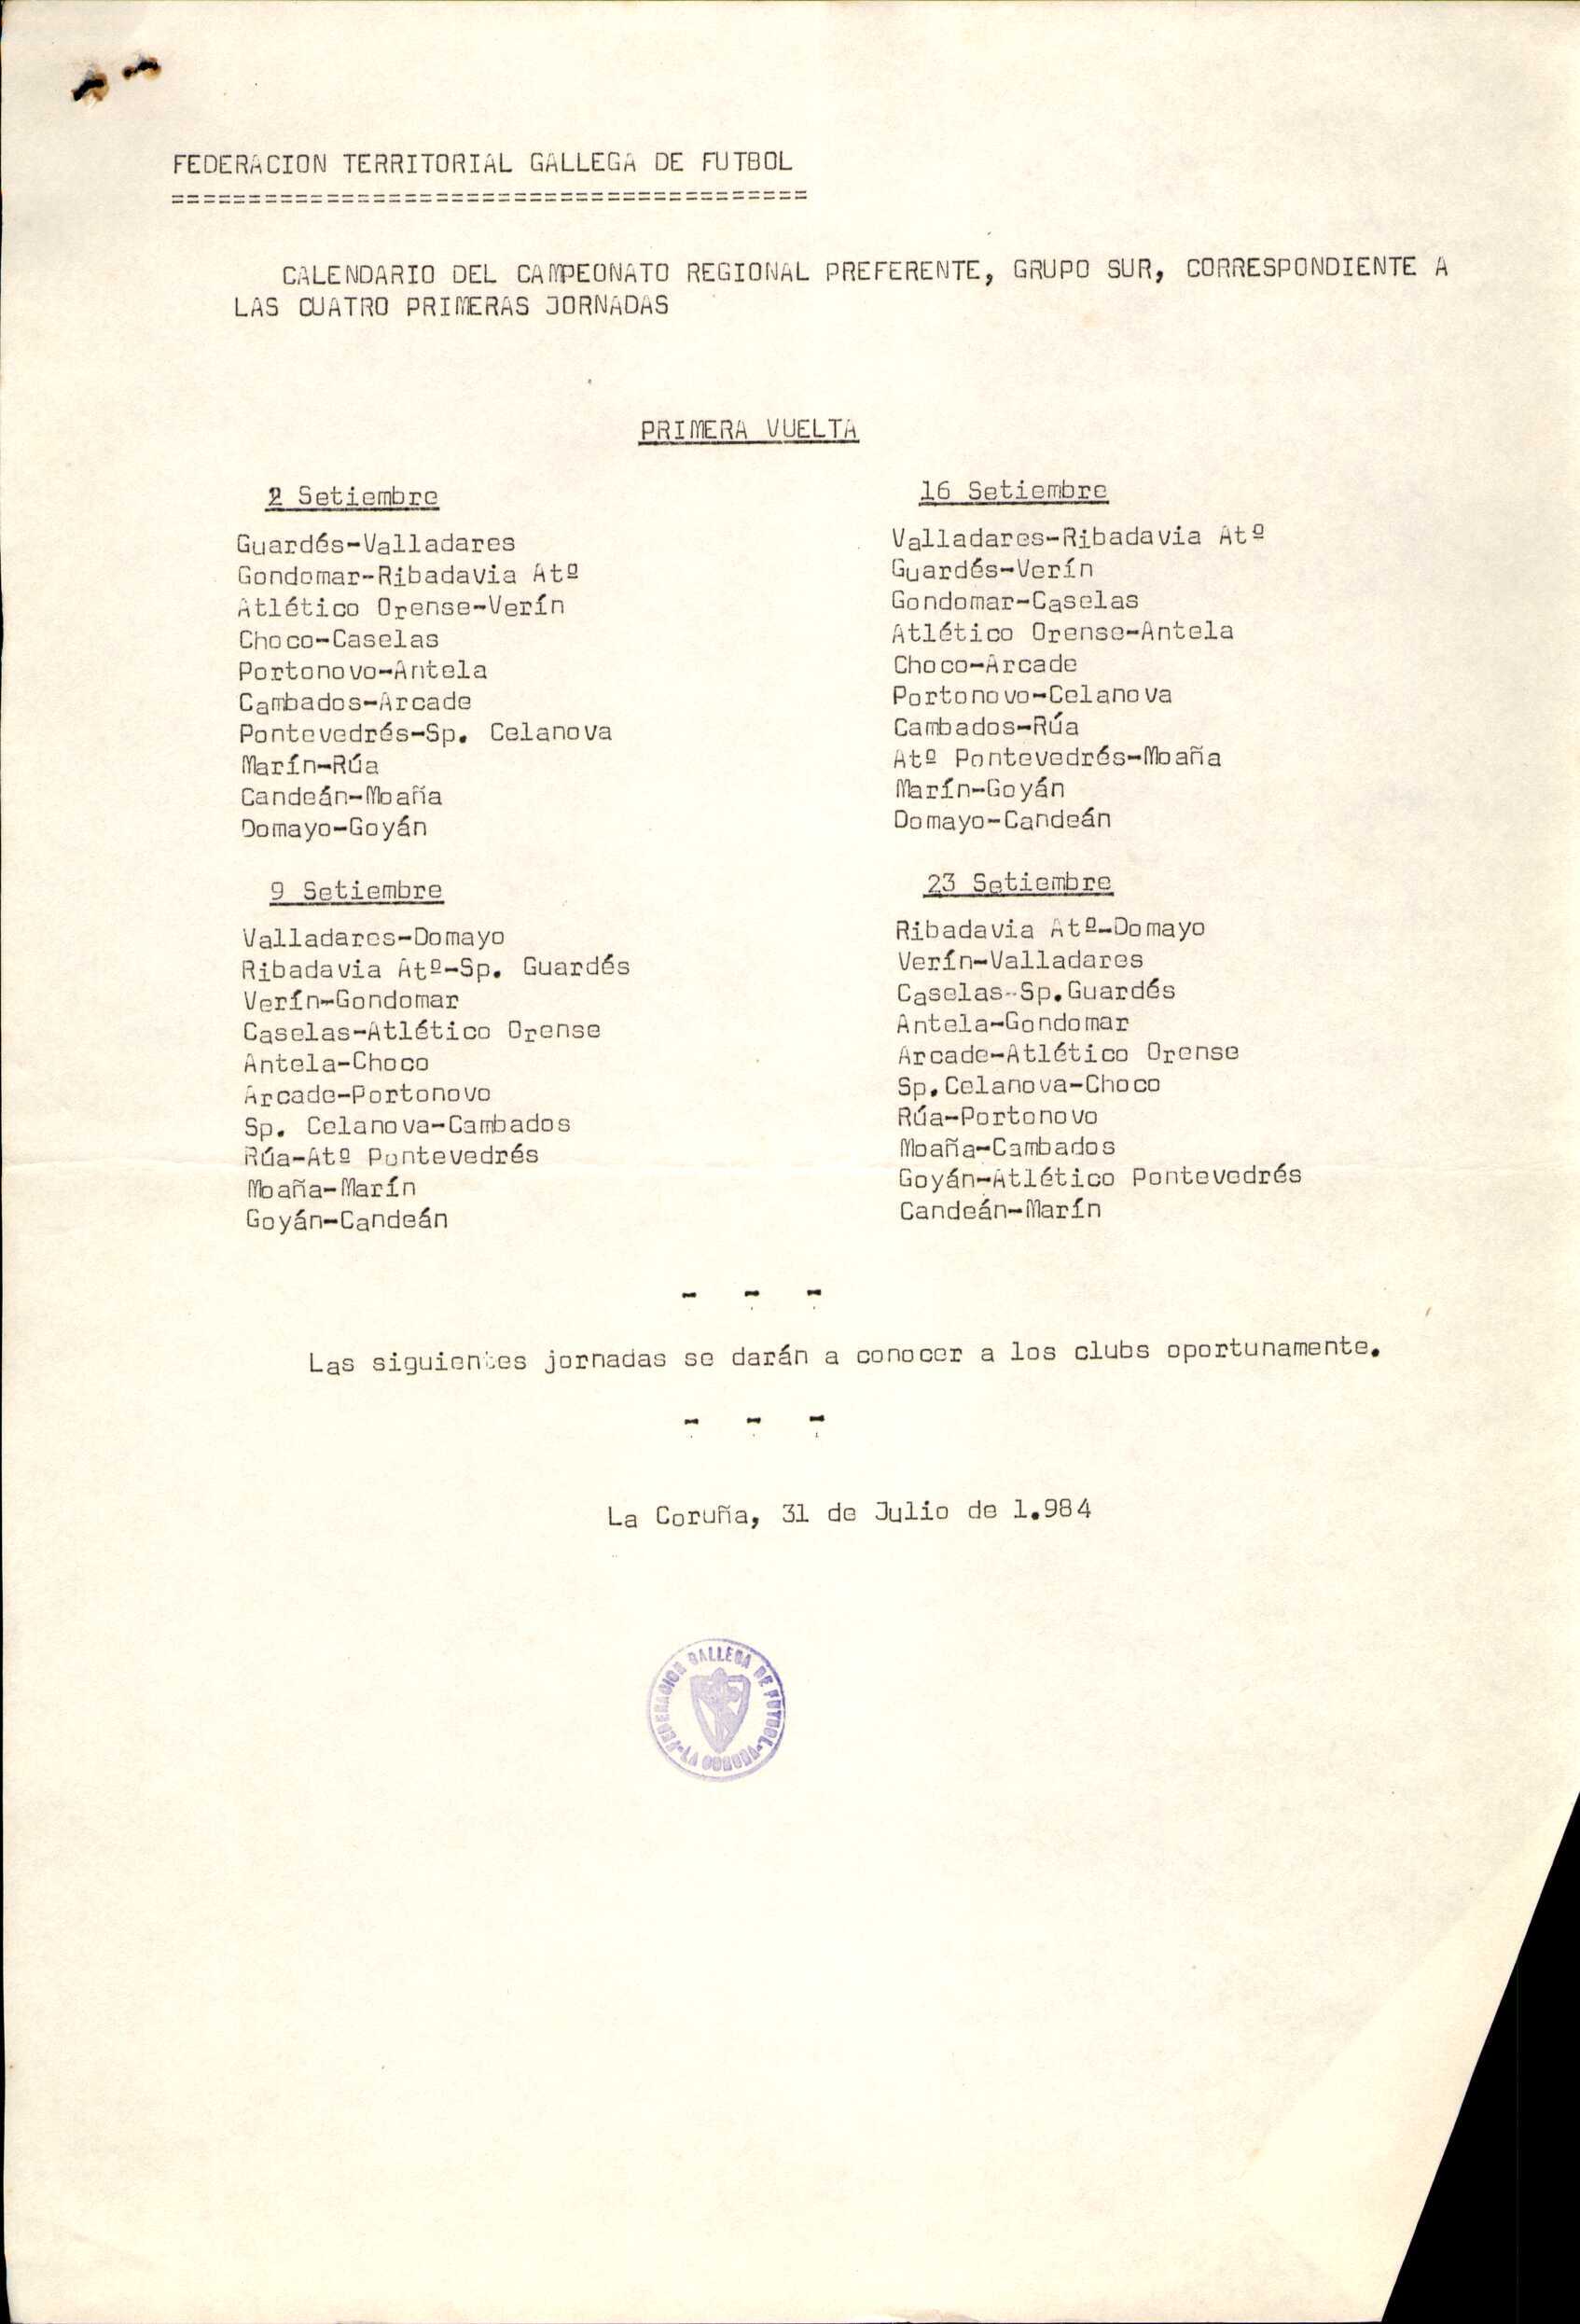 FEDERACION TERRITORIAL GALLEGA DE FUTBOL
=========================================
CALENDARIO DEL CAMPEONATO REGIONAL PREFERENTE, GRUPO SUR, CORRESPONDIENTE A
LAS CUATRO PRIMERAS JORNADAS
PRIMERA VUELTA
2 Setiembre
Guardés-Valladares
Gondomar-Ribadavia Atº
Atlético Orense-Verín
Choco-Caselas
Portonovo-Antela
Cambados-Arcade
Pontevedrés-Sp. Celanova
Marín-Rúa
Candeán-Moaña
Domayo-Goyán
9 Setiembre
Valladares-Domayo
Ribadavia Atº-Sp. Guardés
Verín-Gondomar
Caselas-Atlético Orense
Antela-Choco
Arcade-Portonovo
Sp. Celanova-Cambados
Rúa-Atº Pontevedrés
Moaña-Marín
Goyán-Candeán
16 Setiembre
Valladares-Ribadavia Atº
Guardés-Verín
Gondomar-Caselas
Atlético Orense-Antela
Choco-Arcade
Portonovo-Celanova
Cambados-Rúa
Atº Pontevedrés-Moaña
Marín-Goyán
Domayo-Candeán
23 Setiembre
Ribadavia Atº-Domayo
Verín-Valladares
Caselas-Sp.Guardés
Antela-Gondomar
Arcade-Atlético Orense
Sp.Celanova-Choco
Rúa-Portonovo
Moaña-Cambados
Goyán-Atlético Pontevedrés
Candeán-Marín
- - -
Las siguientes jornadas se darán a conocer a los clubs oportunamente.
- - -
La Coruña, 31 de Julio de 1.984
FEDERACION GALLEGA DE FUTBOL-LA CORUÑA-